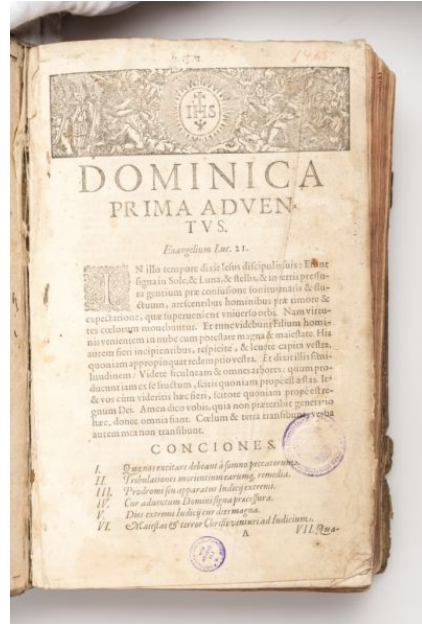 IHS
DOMINICA
PRIMA ADVEN-
TVS.
Euangelium Luc. 21.
IN illo tempore dixit Iesus discipulis suis: Erunt
signa in Sole, & Luna, & stellis, & in terris pressu-
ra gentium præ confusione sonitus maris & flu-
ctuum, arescentibus hominibus præ timore &
expectatione, quæ superuenient vniuerso orbi. Nam virtu-
tes cœlorum mouebuntur. Et tunc videbunt Filium homi-
nis venientem in nube cum potestate magna & maiestate. His
autem fieri incipientibus, respicite, & leuate capita vestra,
quoniam appropinquat redemptio vestra. Et dixit illis simi-
litudinem: Videte ficulneam & omnes arbores: quum pro-
ducunt iam ex se fructum, scitis quoniam propè est æstas. Ita
& vos cùm videritis hæc fieri, scitote quoniam propè est re-
gnum Dei. Amen dico vobis, quia non præteribit generatio
hæc, donec omnia fiant. Cœlum & terra transibunt, verba
autem mea non transibunt.
CONCIONES.
I. Quæ nos excitare debeant à somno peccatorum.
II. Tribulationes morientium earumq; remedia.
III. Prodromi seu apparatus Iudicij extremi.
IV. Cur aduentum Domini signa præcessura.
V. Dies extremi Iudicij cur dies magna.
VI. Maiestas & terror Christi venturi ad Iudicium.
A VII. Qua-